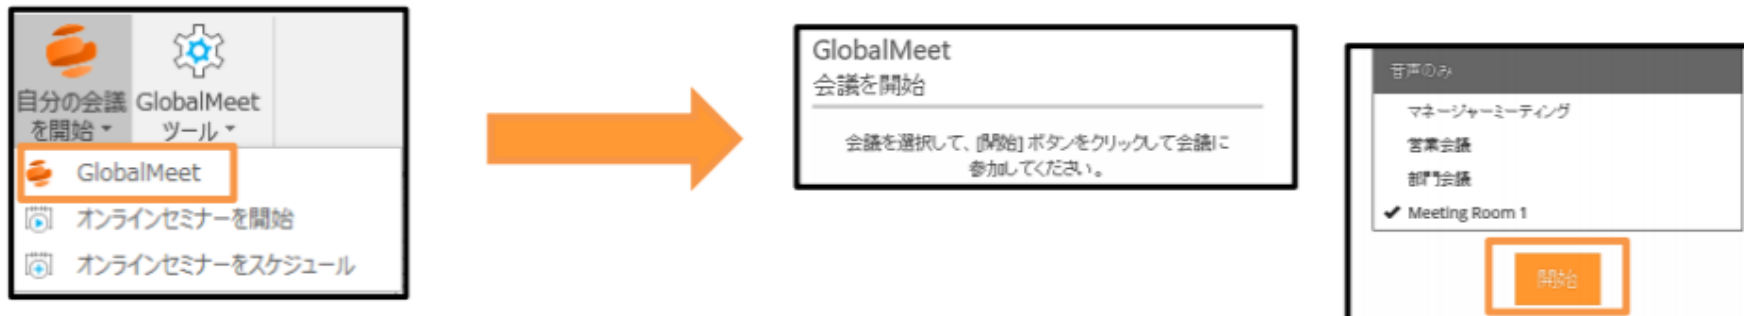 自分の会議
を開始
GlobalMeet
ツール
GlobalMeet
オンラインセミナーを開始
オンラインセミナーをスケジュール
GlobalMeet
会議を開始
会議を選択して、[開始] ボタンをクリックして会議に
参加してください。
音声のみ
マネージャーミーティング
営業会議
部門会議
Meeting Room 1
開始